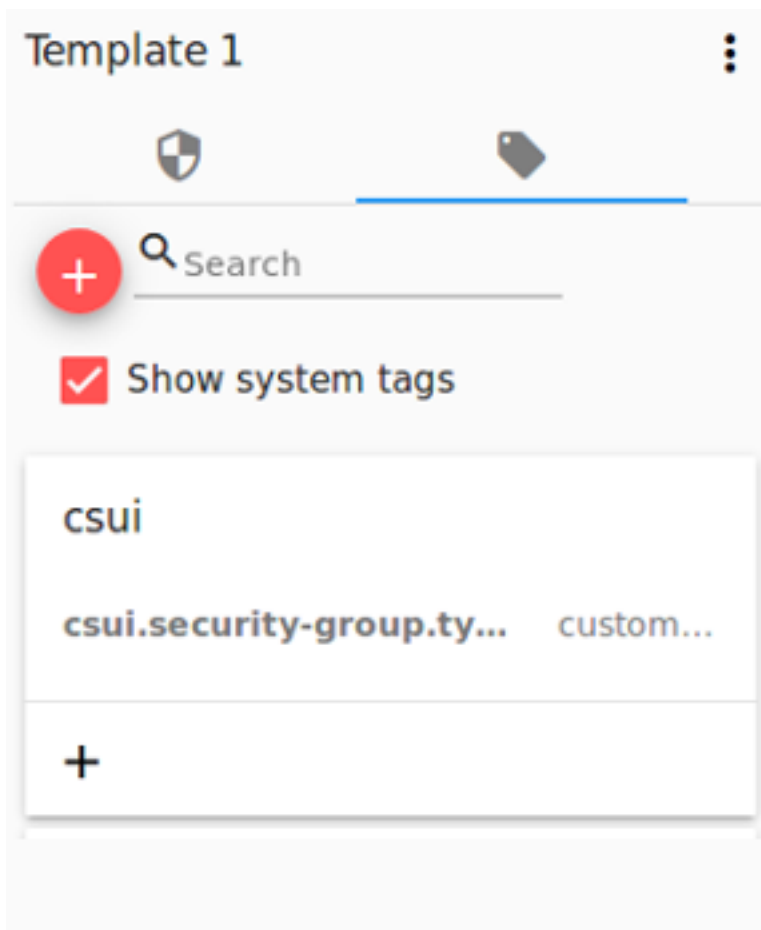 Template 1
Search
Show system tags
csui
csui.security-group.ty... custom...